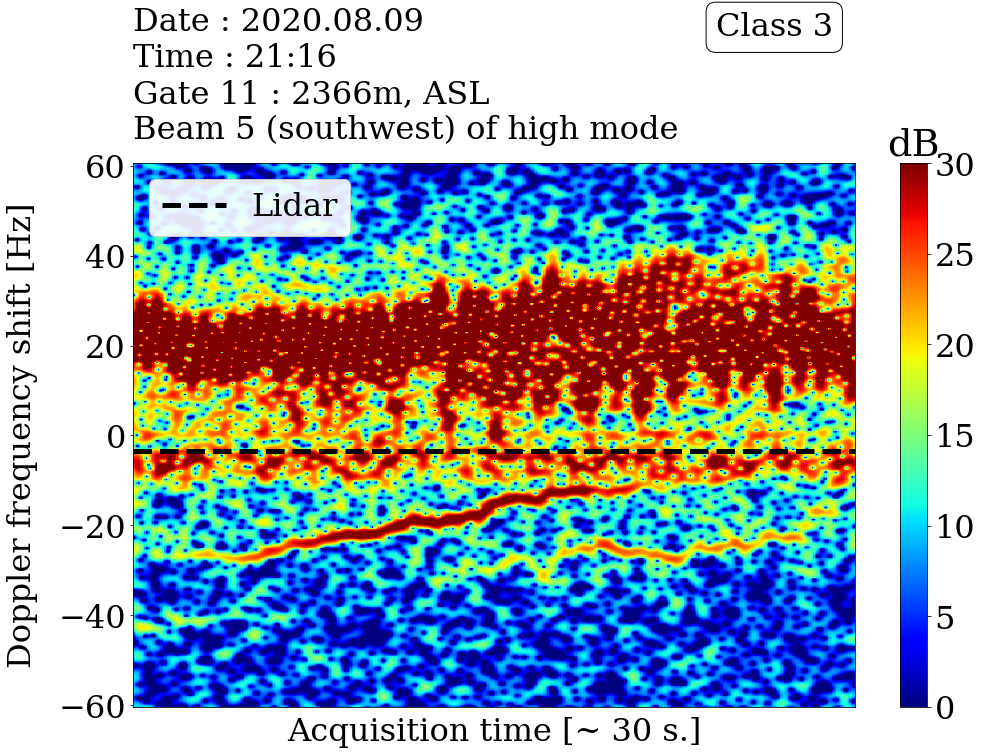 Date : 2020.08.09
Time : 21:16
Gate 11 : 2366m, ASL
Beam 5 (southwest) of high mode
Class 3
dB
Lidar
Doppler frequency shift [Hz]
60
40
20
0
−20
−40
−60
30
25
20
15
10
5
0
Acquisition time [~ 30 s.]